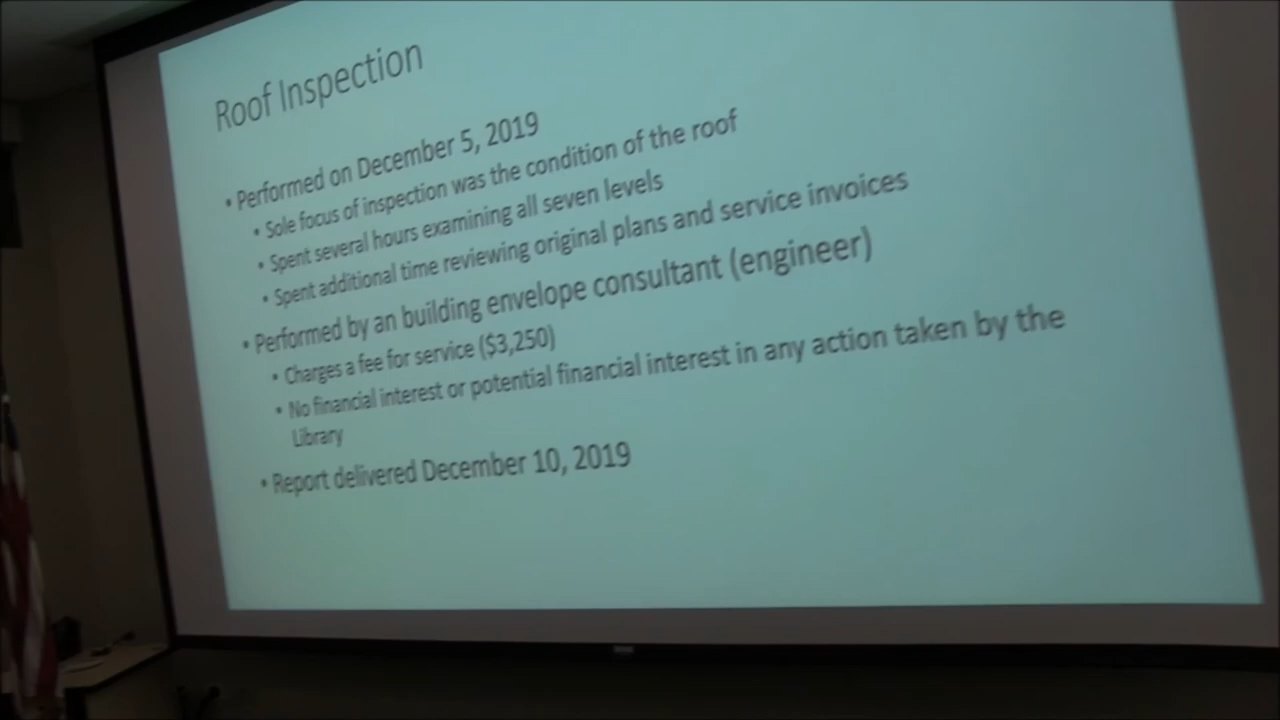 Roof Inspection
• Performed on December 5, 2019
• Sole focus of inspection was the condition of the roof
• Spent several hours examining all seven levels
• Spent additional time reviewing original plans and service invoices
• Performed by an building envelope consultant (engineer)
• Charges a fee for service ($3,250)
• No financial interest or potential financial interest in any action taken by the
Library
• Report delivered December 10, 2019